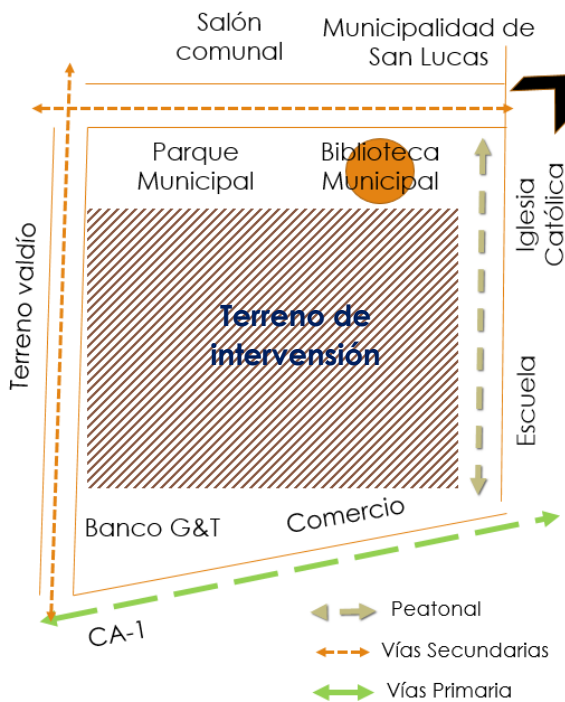 Salón
comunal
Municipalidad de
San Lucas
Parque
Municipal
Biblioteca
Municipal
Iglesia
Católica
Terreno valdío
Terreno de
intervensión
Escuela
Banco G&T
Comercio
CA-1
Peatonal
Vías Secundarias
Vías Primaria